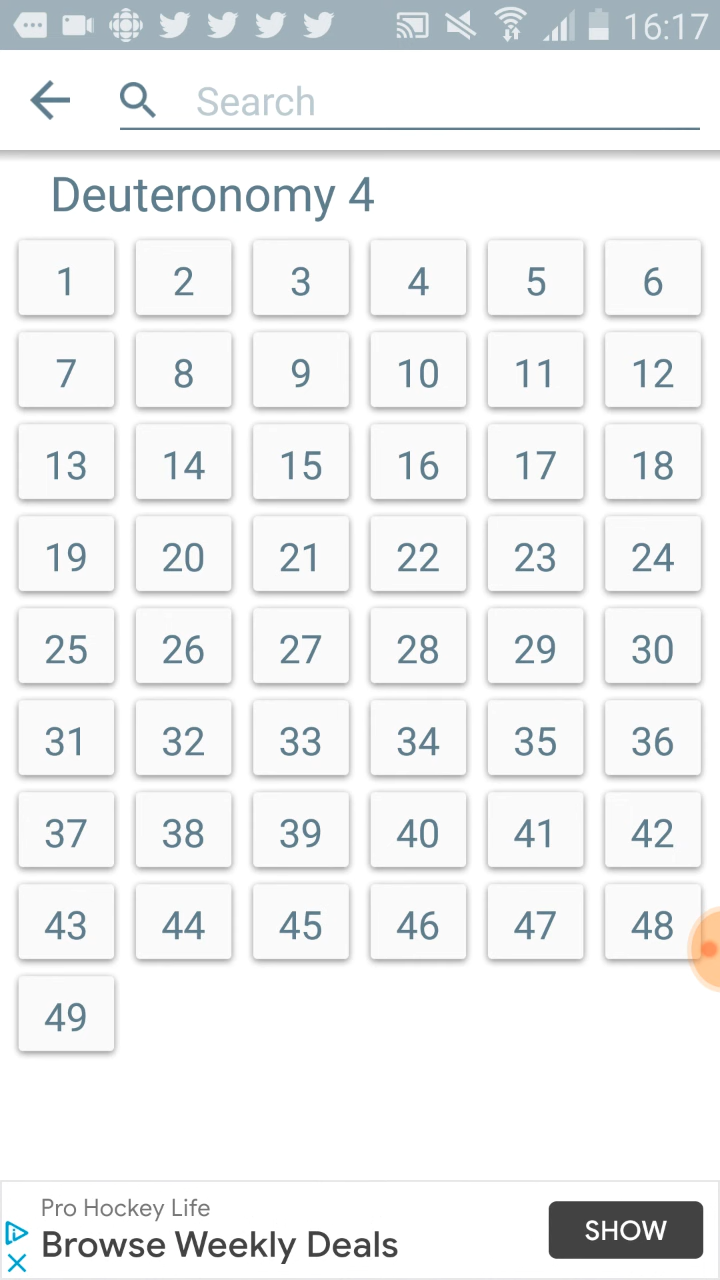 16:17
Search
Deuteronomy 4
1 2 3 4 5 6
7 8 9 10 11 12
13 14 15 16 17 18
19 20 21 22 23 24
25 26 27 28 29 30
31 32 33 34 35 36
37 38 39 40 41 42
43 44 45 46 47 48
49
Pro Hockey Life
Browse Weekly Deals
SHOW